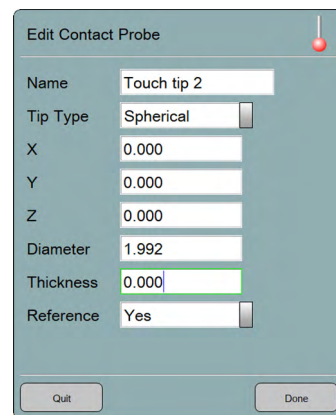 Edit Contact Probe
Name Touch tip 2
Tip Type Spherical
X 0.000
Y 0.000
Z 0.000
Diameter 1.992
Thickness 0.000
Reference Yes
Quit Done